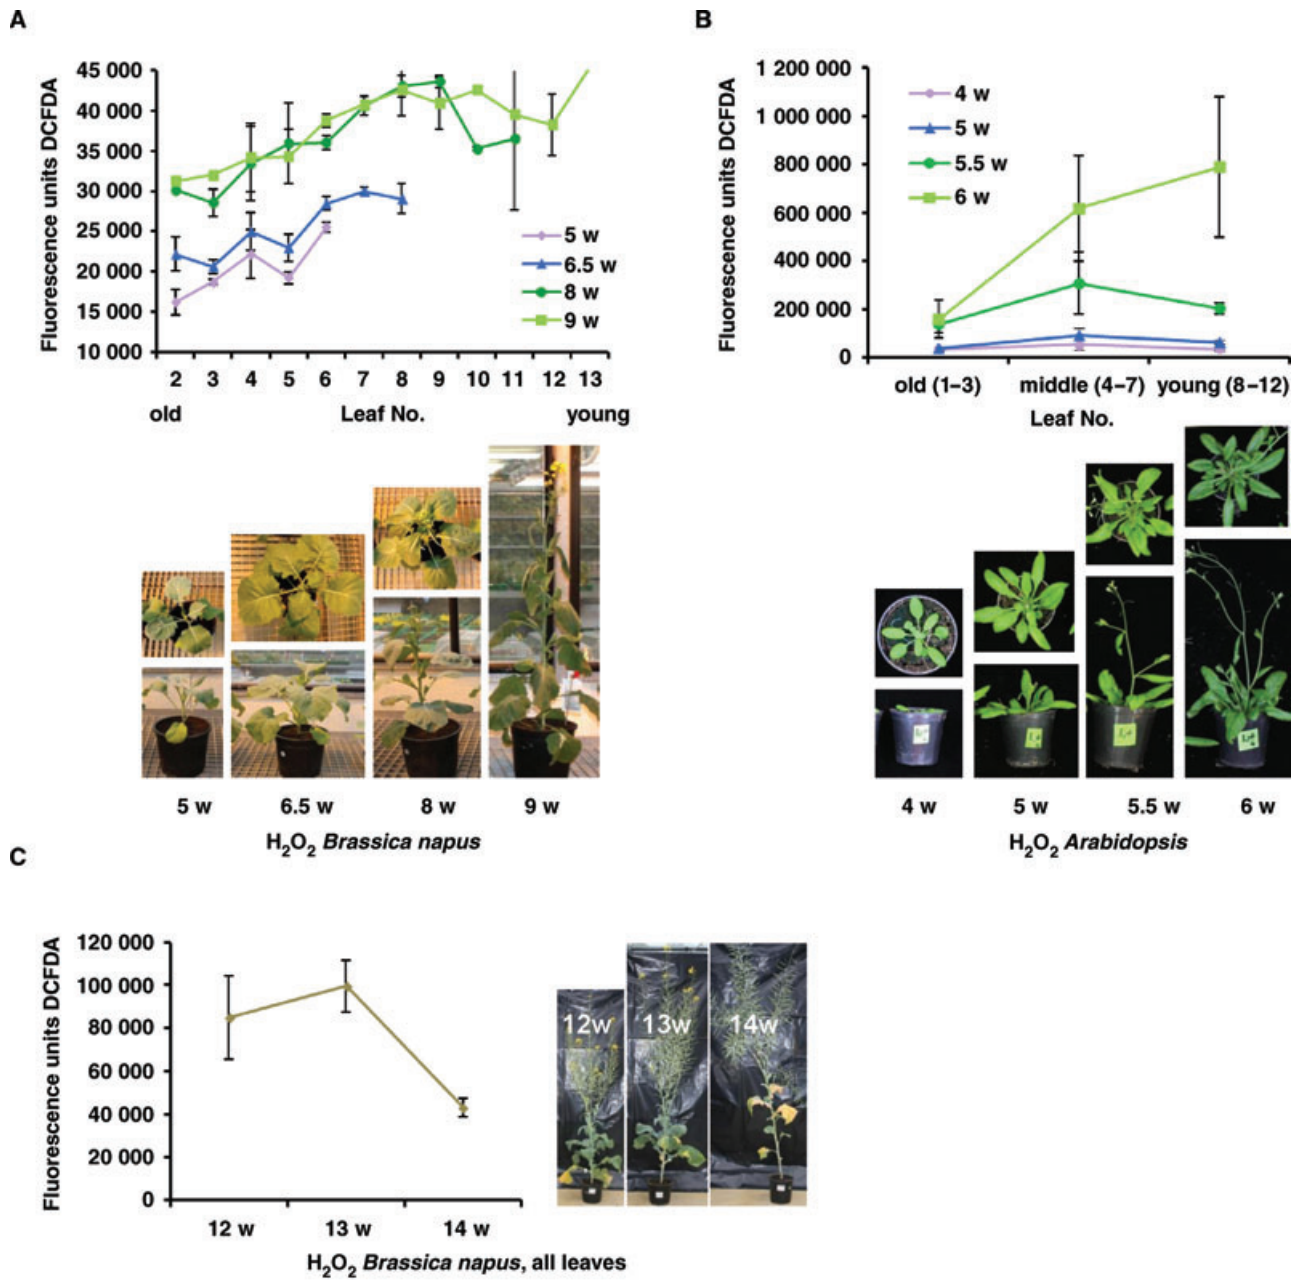 A
Fluorescence units DCFDA
45 000
40 000
35 000
30 000
25 000
20 000
15 000
10 000
5 w
6.5 w
8 w
9 w
2 3 4 5 6 7 8 9 10 11 12 13
old Leaf No. young
5 w 6.5 w 8 w 9 w
H₂O₂ Brassica napus
B
Fluorescence units DCFDA
1 200 000
1 000 000
800 000
600 000
400 000
200 000
0
4 w
5 w
5.5 w
6 w
old (1–3) middle (4–7) young (8–12)
Leaf No.
4 w 5 w 5.5 w 6 w
H₂O₂ Arabidopsis
C
Fluorescence units DCFDA
120 000
100 000
80 000
60 000
40 000
20 000
0
12 w 13 w 14 w
12w 13w 14w
H₂O₂ Brassica napus, all leaves